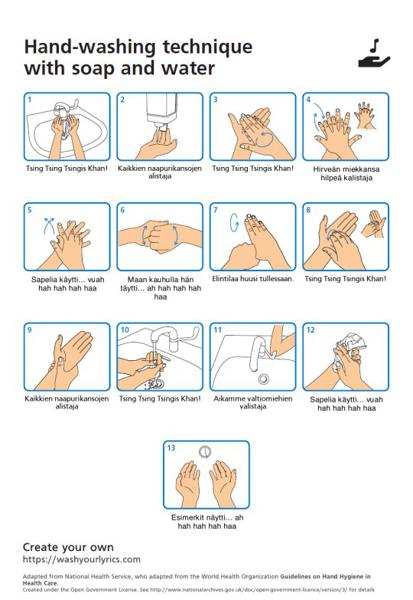 Hand-washing technique
with soap and water
1
Tsing Tsing Tsingis Khan!
2
Kaikkien naapurikansojen
alistaja
3
Tsing Tsing Tsingis Khan!
4
Hirveän miekkansa
hilpeä kalistaja
5
Sapelia käytti... vuah
hah hah hah haa
6
Maan kauhulla hän
täytti... ah hah hah hah
haa
7
Elintilaa huusi tullessaan.
8
Tsing Tsing Tsingis Khan!
9
Kaikkien naapurikansojen
alistaja
10
Tsing Tsing Tsingis Khan!
11
Aikamme valtiomiehien
valistaja
12
Sapelia käytti... vuah
hah hah hah haa
13
Esimerkit näytti... ah
hah hah hah haa
Create your own
https://washyourlyrics.com
Adapted from National Health Service, who adapted from the World Health Organization Guidelines on Hand Hygiene in
Health Care.
Created under the Open Government License. See http://www.nationalarchives.gov.uk/doc/open-government-licence/version/3/ for details